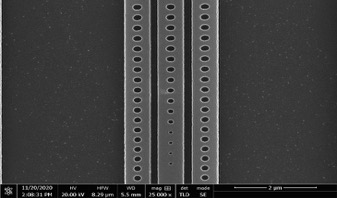 11/20/2020 HV HFW WD mag det mode 2 µm
2:08:31 PM 20.00 kV 8.29 µm 5.5 mm 25 000 x TLD SE